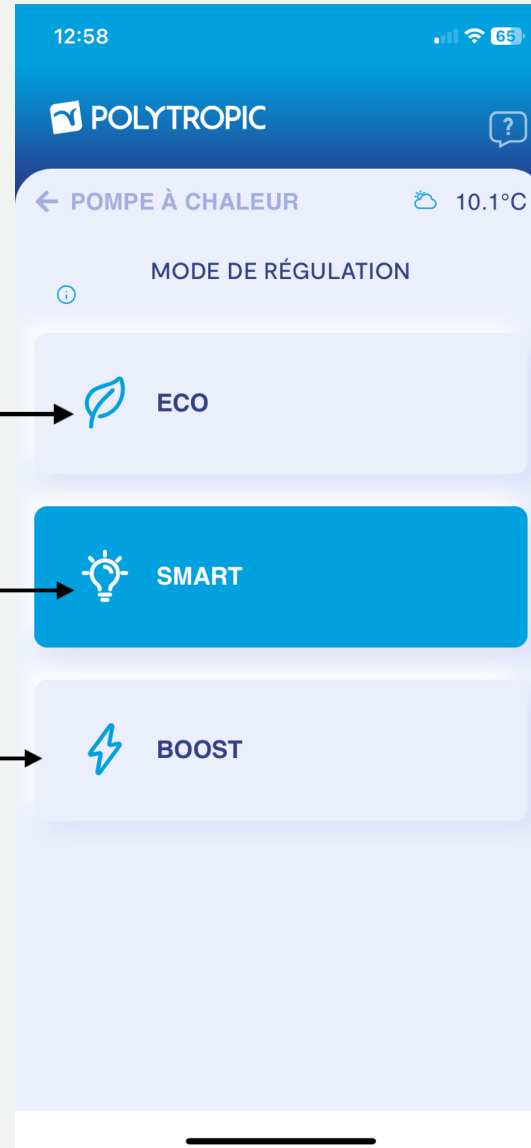 12:58
65
POLYTROPIC
?
POMPE À CHALEUR
10.1°C
MODE DE RÉGULATION
ECO
SMART
BOOST